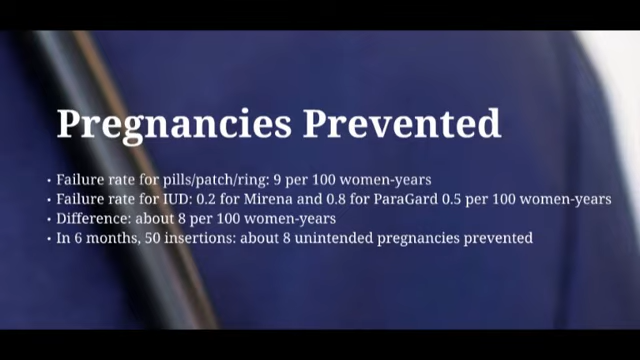 Pregnancies Prevented
• Failure rate for pills/patch/ring: 9 per 100 women-years
• Failure rate for IUD: 0.2 for Mirena and 0.8 for ParaGard 0.5 per 100 women-years
• Difference: about 8 per 100 women-years
• In 6 months, 50 insertions: about 8 unintended pregnancies prevented